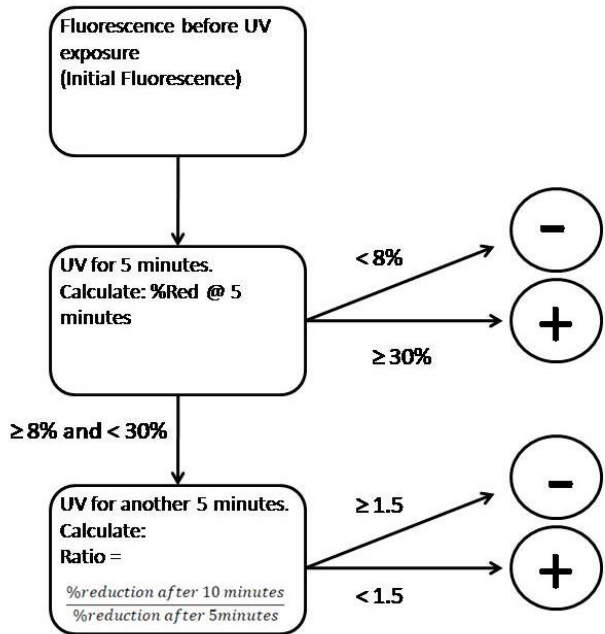 Fluorescence before UV
exposure
(Initial Fluorescence)
UV for 5 minutes.
Calculate: %Red @ 5
minutes
< 8%
-
+
≥ 30%
≥ 8% and < 30%
UV for another 5 minutes.
Calculate:
Ratio =
%reduction after 10 minutes
%reduction after 5minutes
≥ 1.5
-
+
< 1.5